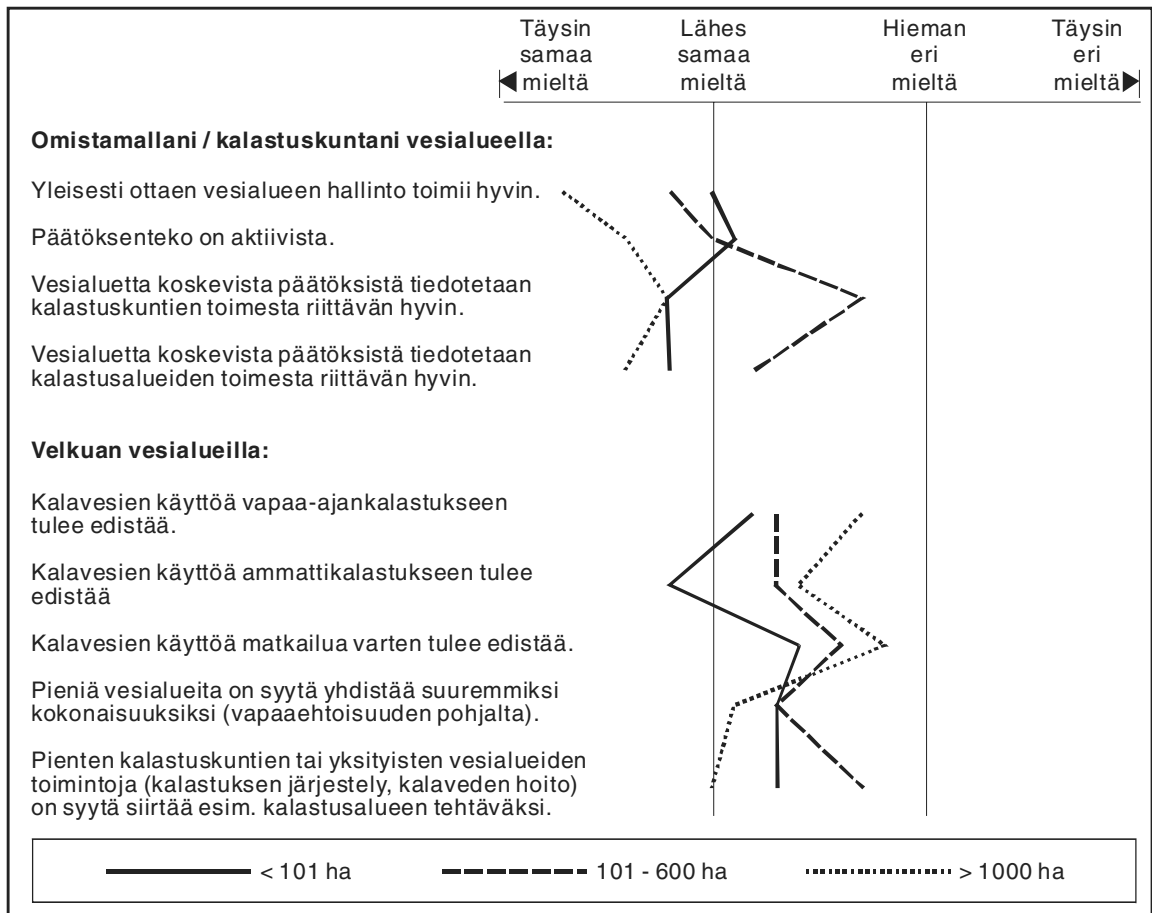 Täysin samaa mieltä
Lähes samaa mieltä
Hieman eri mieltä
Täysin eri mieltä
Omistamallani / kalastuskuntani vesialueella:
Yleisesti ottaen vesialueen hallinto toimii hyvin.
Päätöksenteko on aktiivista.
Vesialuetta koskevista päätöksistä tiedotetaan
kalastuskuntien toimesta riittävän hyvin.
Vesialuetta koskevista päätöksistä tiedotetaan
kalastusalueiden toimesta riittävän hyvin.
Velkuan vesialueilla:
Kalavesien käyttöä vapaa-ajankalastukseen
tulee edistää.
Kalavesien käyttöä ammattikalastukseen tulee
edistää
Kalavesien käyttöä matkailua varten tulee edistää.
Pieniä vesialueita on syytä yhdistää suuremmiksi
kokonaisuuksiksi (vapaaehtoisuuden pohjalta).
Pienten kalastuskuntien tai yksityisten vesialueiden
toimintoja (kalastuksen järjestely, kalaveden hoito)
on syytä siirtää esim. kalastusalueen tehtäväksi.
< 101 ha
101 - 600 ha
> 1000 ha